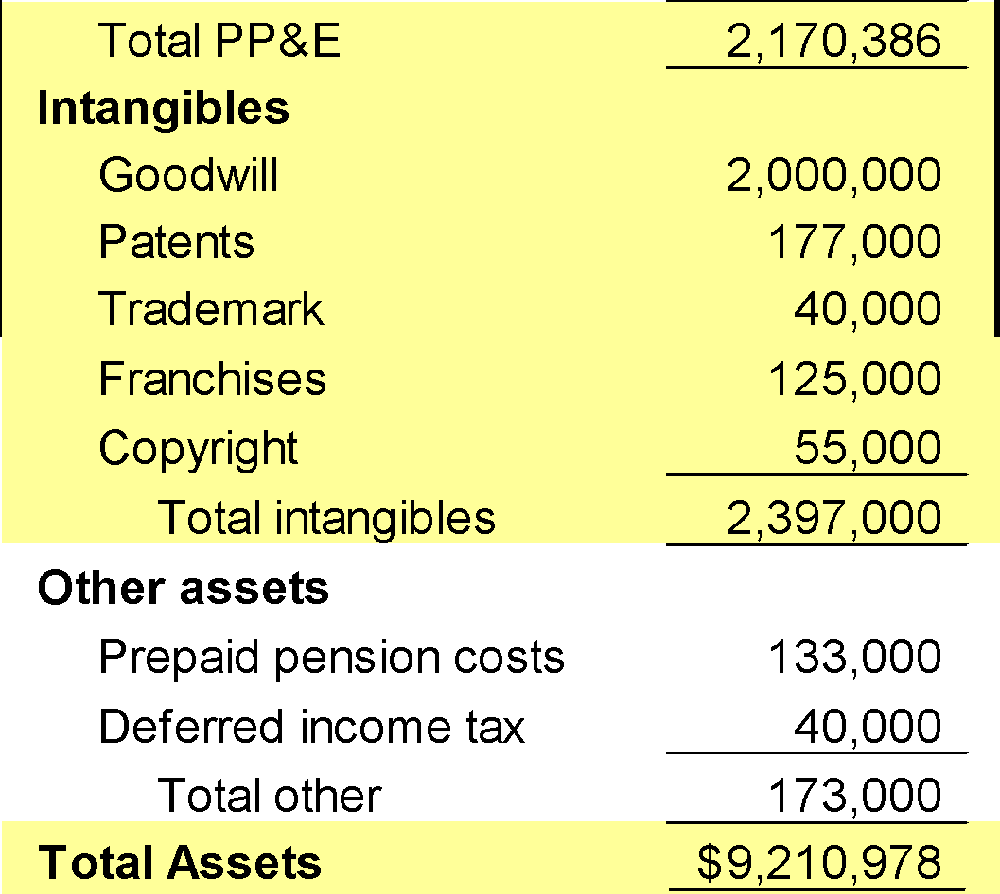 Total PP&E 2,170,386
Intangibles
Goodwill 2,000,000
Patents 177,000
Trademark 40,000
Franchises 125,000
Copyright 55,000
Total intangibles 2,397,000
Other assets
Prepaid pension costs 133,000
Deferred income tax 40,000
Total other 173,000
Total Assets $9,210,978